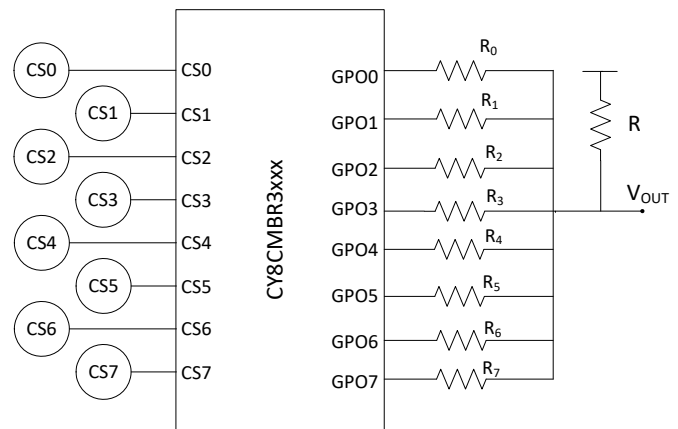 CS0
CS1
CS2
CS3
CS4
CS5
CS6
CS7
CS0
CS1
CS2
CS3
CS4
CS5
CS6
CS7
CY8CMBR3xxx
GPO0
GPO1
GPO2
GPO3
GPO4
GPO5
GPO6
GPO7
R0
R1
R2
R3
R4
R5
R6
R7
R
VOUT